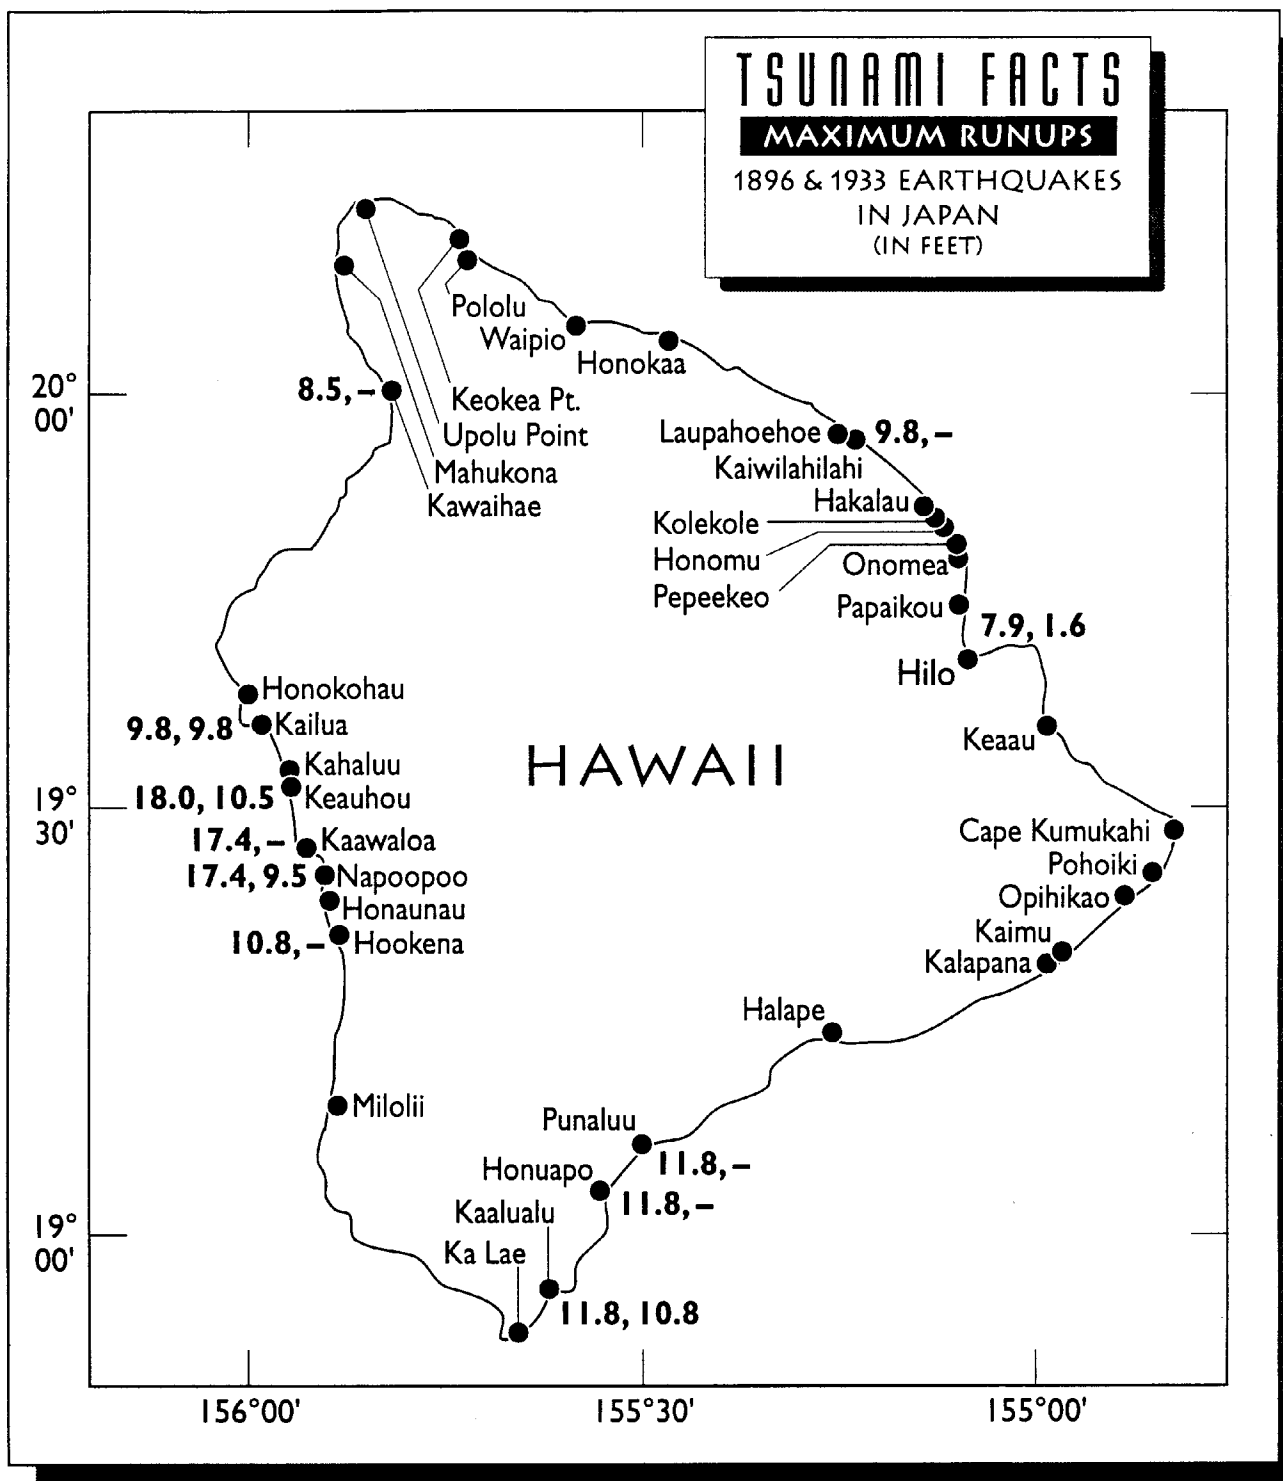 TSUNAMI FACTS
MAXIMUM RUNUPS
1896 & 1933 EARTHQUAKES
IN JAPAN
(IN FEET)
Pololu
Waipio
Honokaa
20°
00'
8.5, –
Keokea Pt.
Upolu Point
Mahukona
Kawaihae
Laupahoehoe
9.8, –
Kaiwilahilahi
Hakalau
Kolekole
Honomu
Onomea
Pepeekeo
Papaikou
7.9, 1.6
Hilo
Honokohau
9.8, 9.8
Kailua
Keaau
HAWAII
Kahaluu
19°
30'
18.0, 10.5
Keauhou
17.4, –
Kaawaloa
Cape Kumukahi
Pohoiki
17.4, 9.5
Napoopoo
Opihikao
Honaunau
Kaimu
10.8, –
Hookena
Kalapana
Halape
Milolii
Punaluu
11.8, –
Honuapo
11.8, –
Kaalualu
19°
00'
Ka Lae
11.8, 10.8
156°00'
155°30'
155°00'